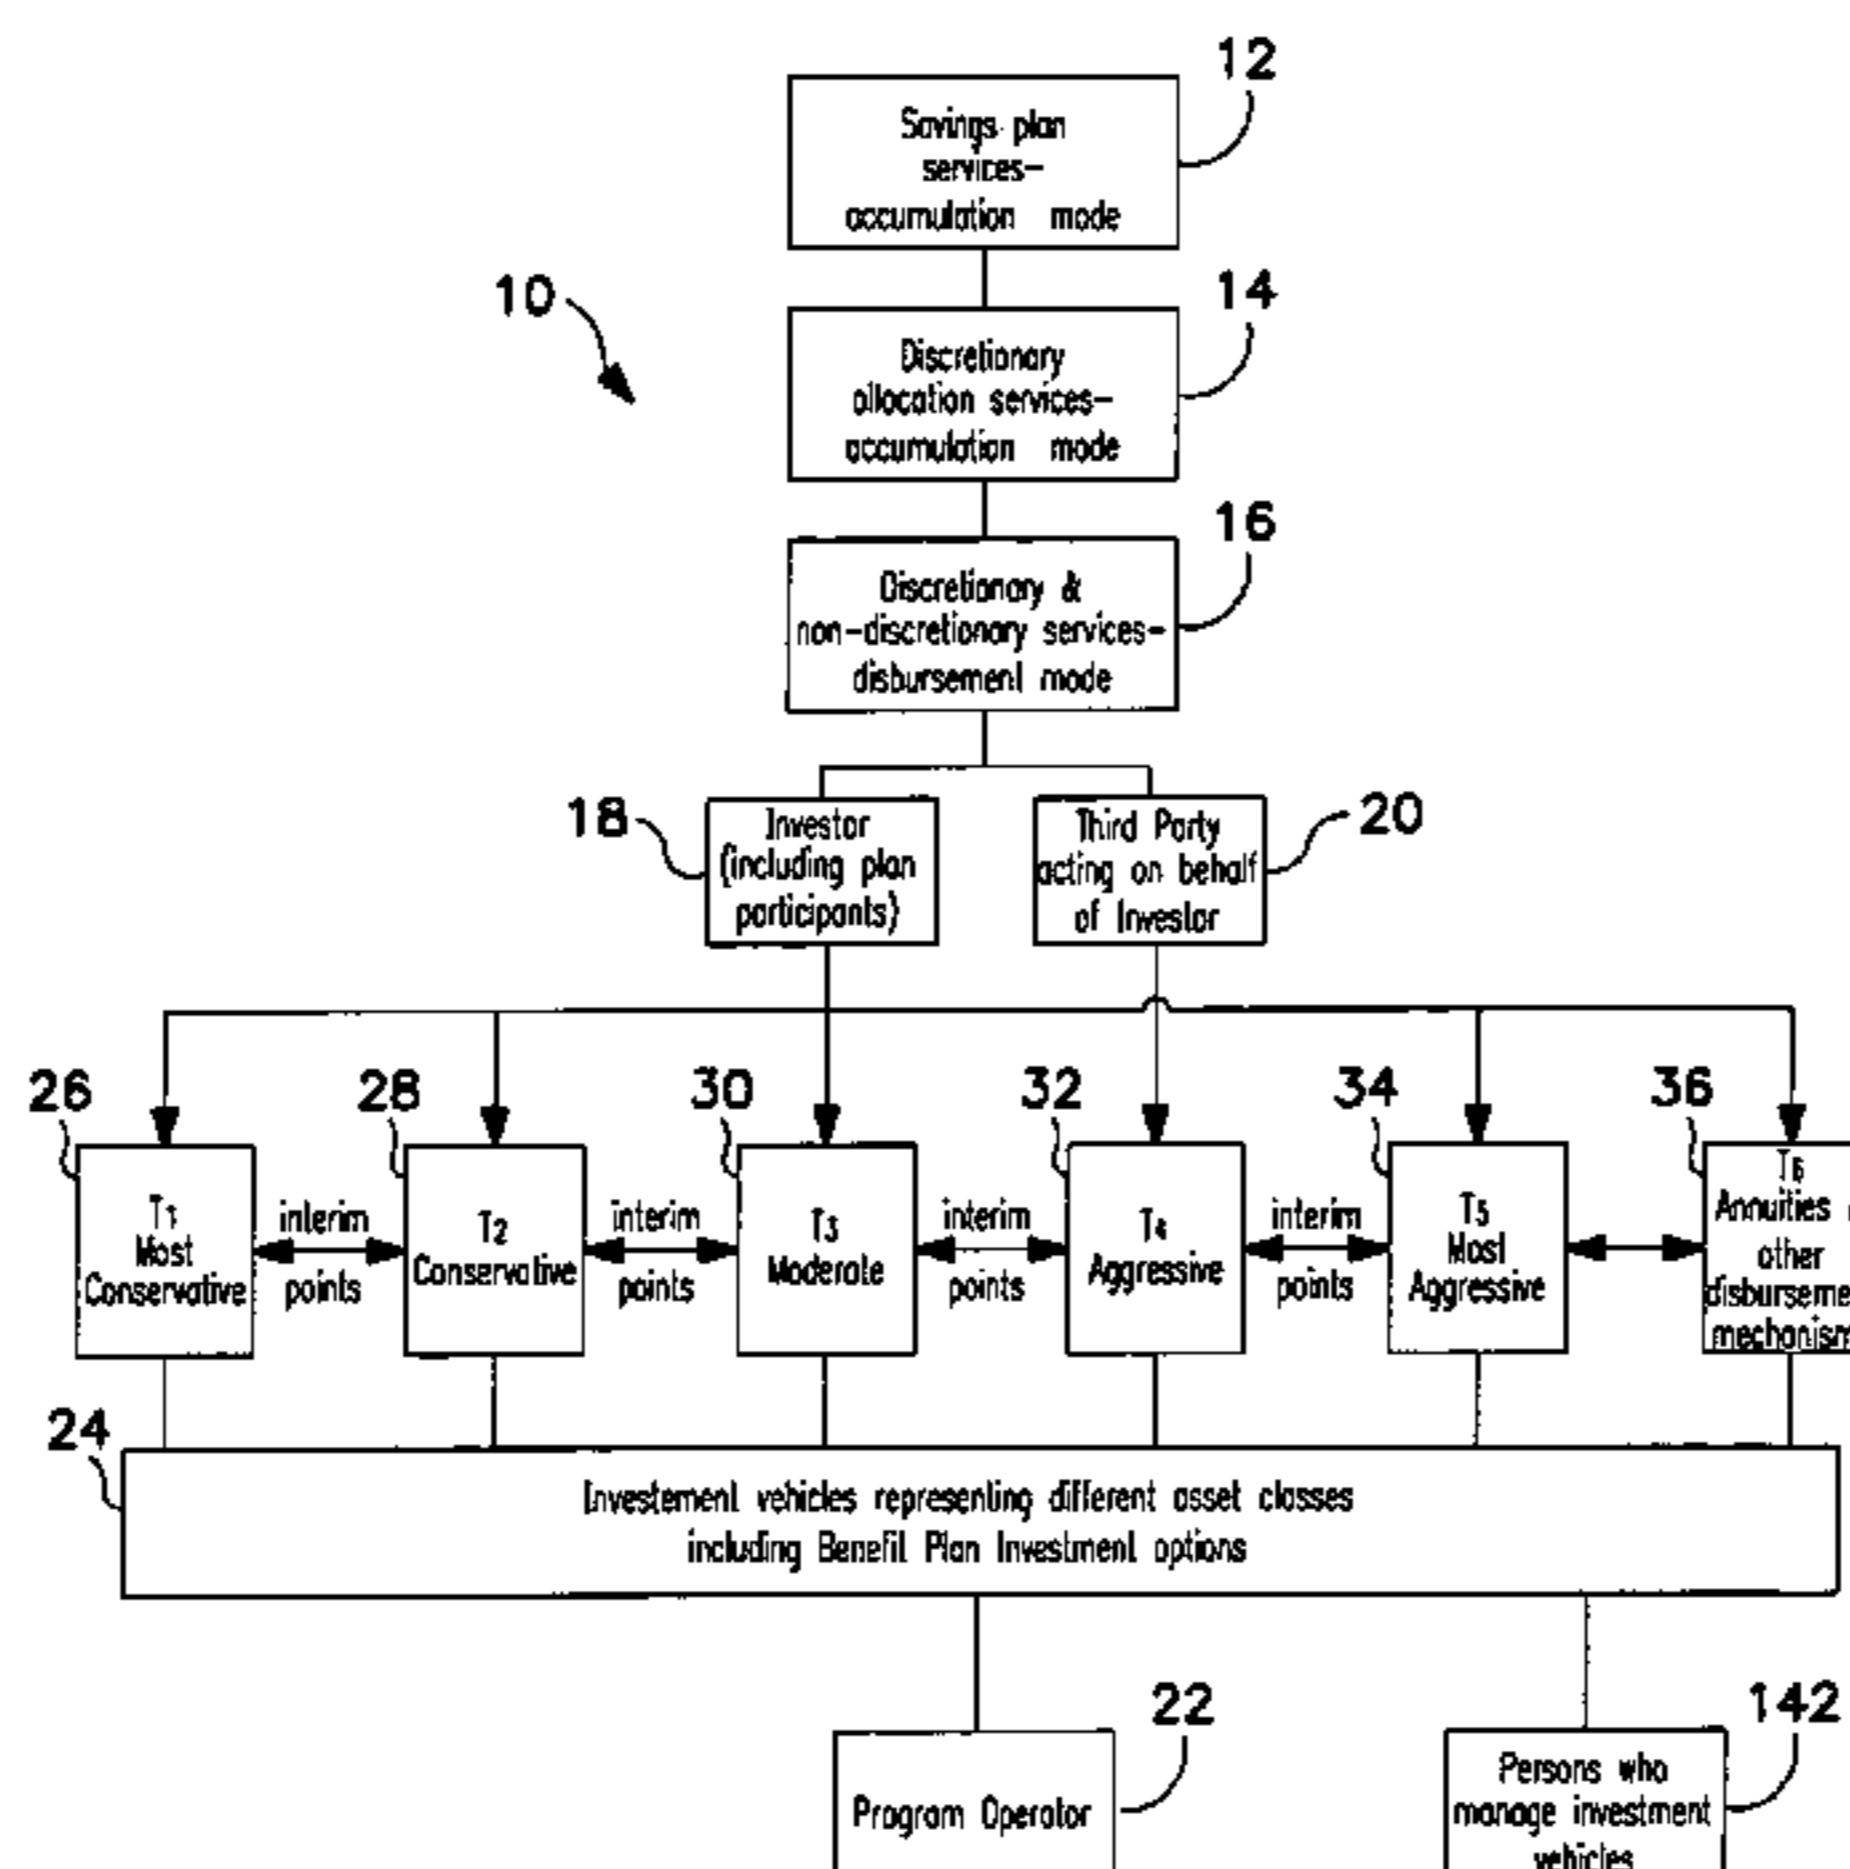 12
Savings plan
services-
accumulation mode
10
14
Discretionary
allocation services-
accumulation mode
16
Discretionary &
non-discretionary services-
disbursement mode
18
Investor
(including plan
participants)
Third Party
acting on behalf
of Investor
20
26
28
30
32
34
36
T1
Most
Conservative
interim
points
T2
Conservative
interim
points
T3
Moderate
interim
points
T4
Aggressive
interim
points
T5
Most
Aggressive
T6
Annuities
other
mechanism
24
Investement vehicles representing different asset classes
including Benefit Plan Investment options
22
Program Operator
142
Persons who
manage investment
vehicles